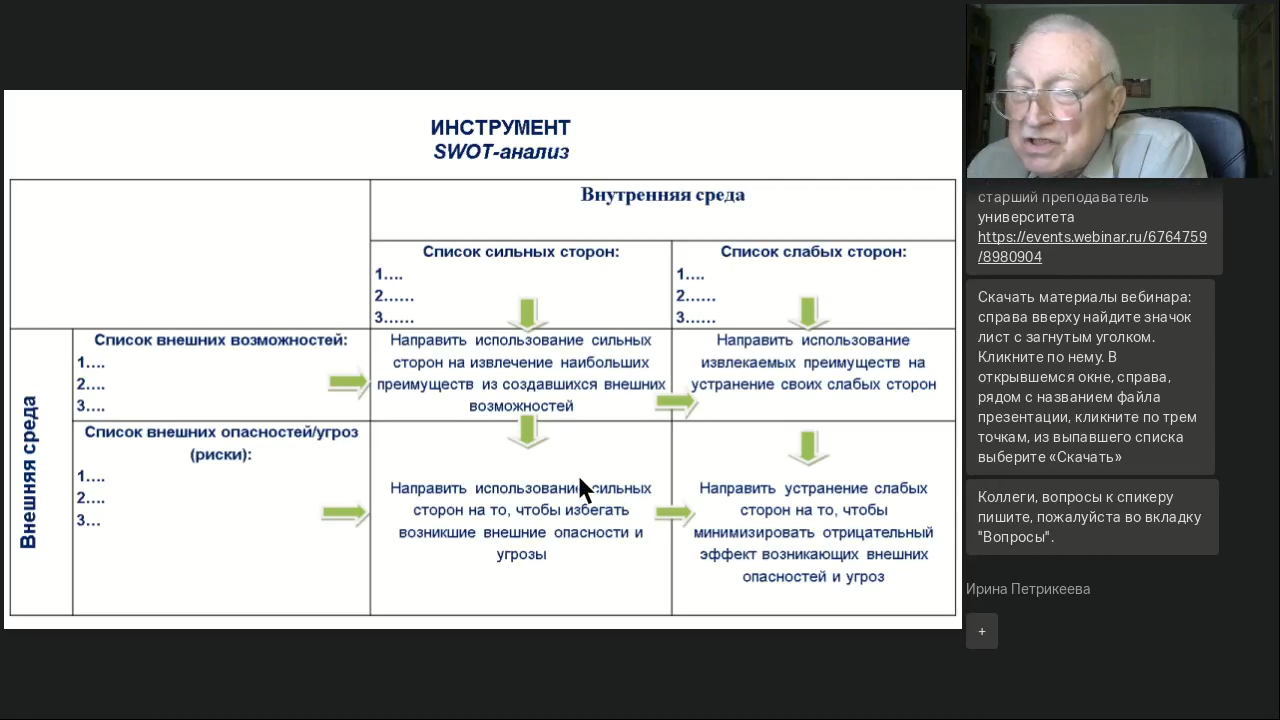 ИНСТРУМЕНТ
SWOT-анализ
Внутренняя среда
Список сильных сторон:
1....
2......
3......
Список слабых сторон:
1....
2......
3......
Внешняя среда
Список внешних возможностей:
1....
2....
3....
Направить использование сильных
сторон на извлечение наибольших
преимуществ из создавшихся внешних
возможностей
Направить использование
извлекаемых преимуществ на
устранение своих слабых сторон
Список внешних опасностей/угроз
(риски):
1....
2....
3...
Направить использование сильных
сторон на то, чтобы избегать
возникшие внешние опасности и
угрозы
Направить устранение слабых
сторон на то, чтобы
минимизировать отрицательный
эффект возникающих внешних
опасностей и угроз
старший преподаватель
университета
https://events.webinar.ru/6764759
/8980904
Скачать материалы вебинара:
справа вверху найдите значок
лист с загнутым уголком.
Кликните по нему. В
открывшемся окне, справа,
рядом с названием файла
презентации, кликните по трем
точкам, из выпавшего списка
выберите «Скачать»
Коллеги, вопросы к спикеру
пишите, пожалуйста во вкладку
"Вопросы".
Ирина Петрикеева
+